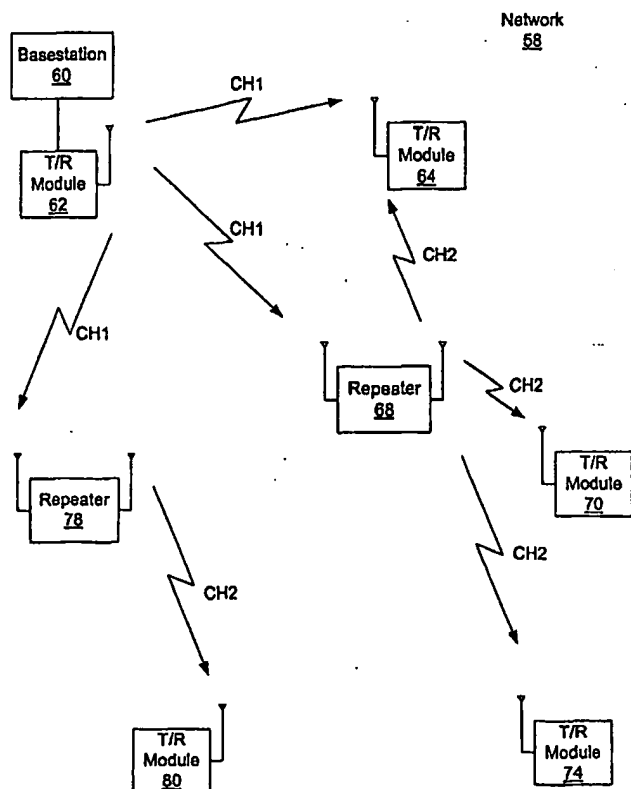 Network
58
Basestation
60
CH1
T/R
Module
62
T/R
Module
64
CH1
CH2
CH1
Repeater
68
CH2
T/R
Module
70
Repeater
78
CH2
CH2
T/R
Module
80
T/R
Module
74